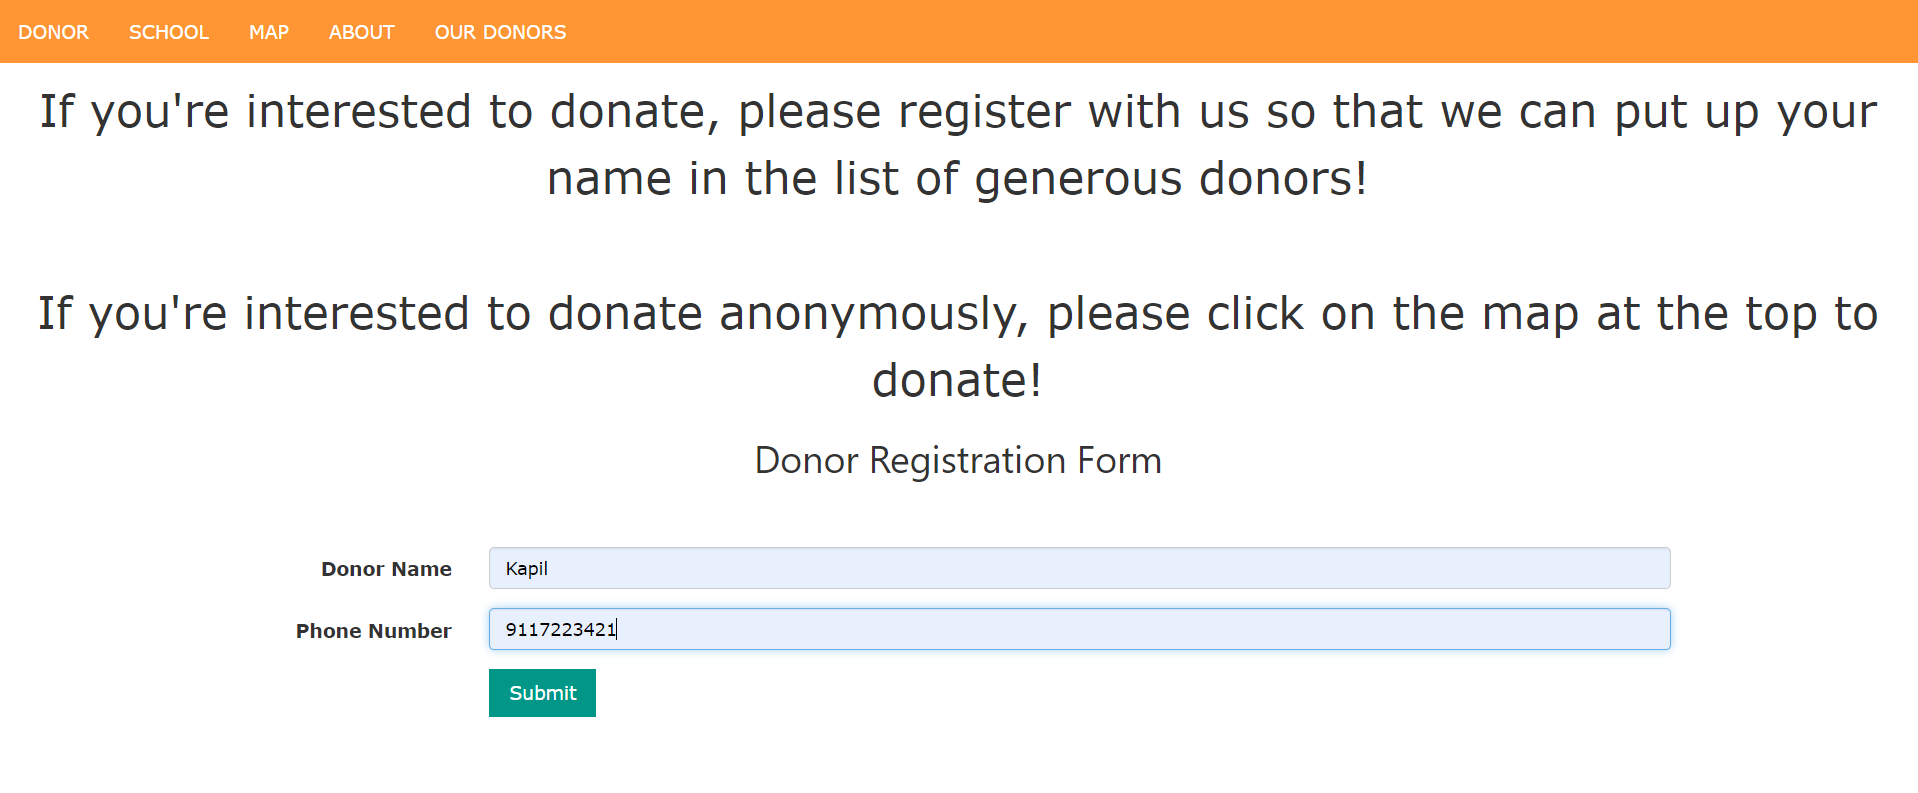 DONOR SCHOOL MAP ABOUT OUR DONORS
If you're interested to donate, please register with us so that we can put up your
name in the list of generous donors!
If you're interested to donate anonymously, please click on the map at the top to
donate!
Donor Registration Form
Donor Name Kapil
Phone Number 9117223421
Submit